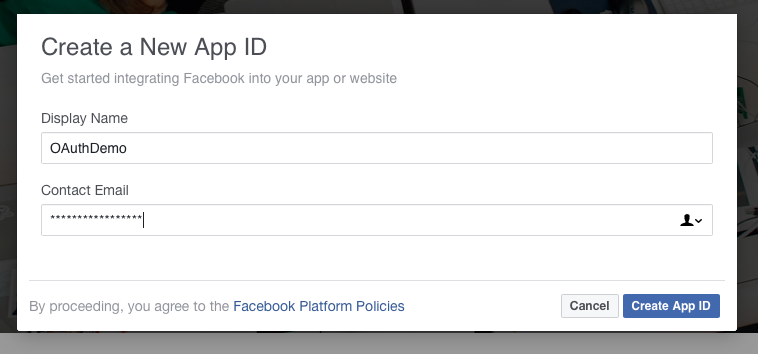 Create a New App ID
Get started integrating Facebook into your app or website
Display Name
OAuthDemo
Contact Email
*****************
By proceeding, you agree to the Facebook Platform Policies
Cancel
Create App ID